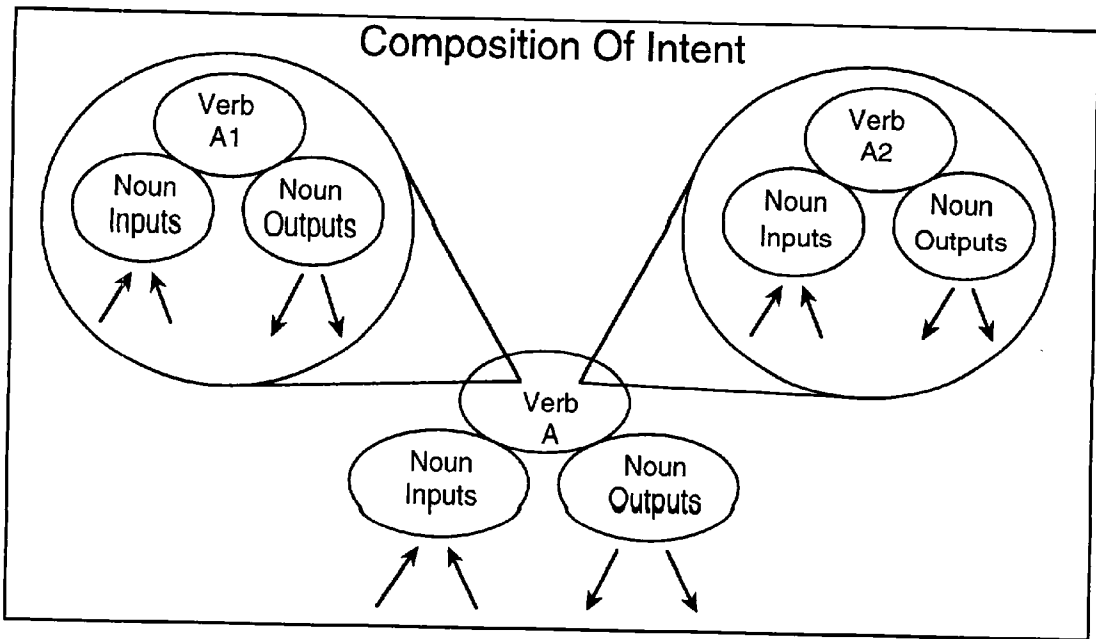 Composition Of Intent
Verb
A1
Noun
Inputs
Noun
Outputs
Verb
A2
Noun
Inputs
Noun
Outputs
Verb
A
Noun
Inputs
Noun
Outputs